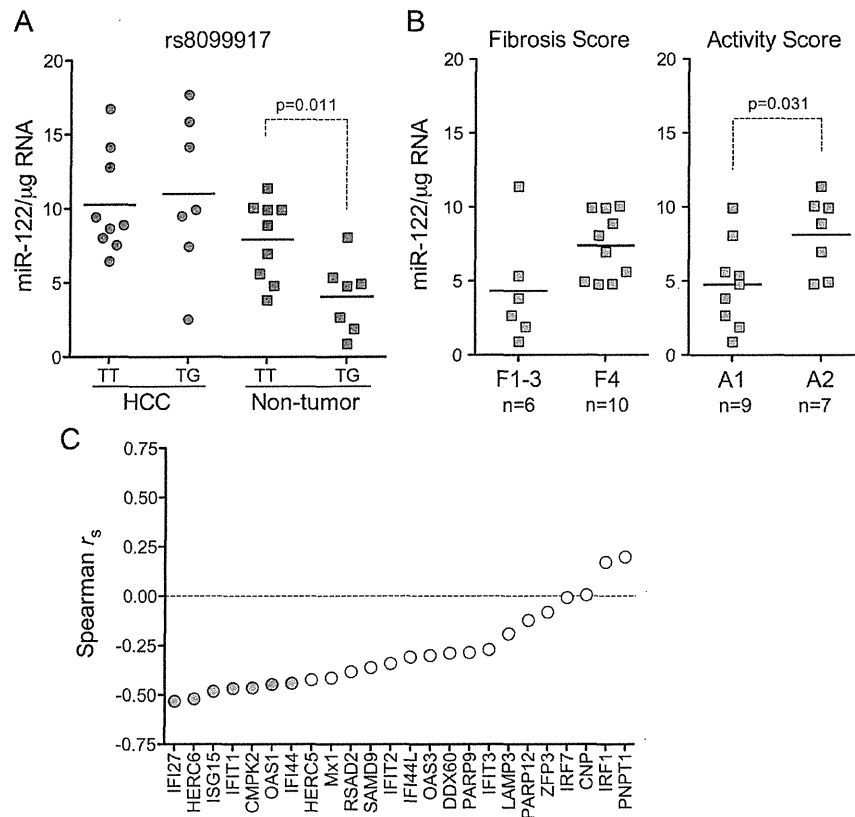 A
rs8099917
miR-122/µg RNA
20
15
10
5
0
p=0.011
TT TG TT TG
HCC Non-tumor
B
Fibrosis Score Activity Score
miR-122/µg RNA
20
15
10
5
0
F1-3 F4
n=6 n=10
20
15
10
5
0
p=0.031
A1 A2
n=9 n=7
C
Spearman rs
0.75
0.50
0.25
0.00
-0.25
-0.50
-0.75
IFI27
HERC6
ISG15
IFIT1
CMPK2
OAS1
IFI44
HERC5
Mx1
RSAD2
SAMD9
IFIT2
IFI44L
OAS3
DDX60
PARP9
IFIT3
LAMP3
PARP12
ZFP3
IRF7
CNP
IRF1
PNPT1